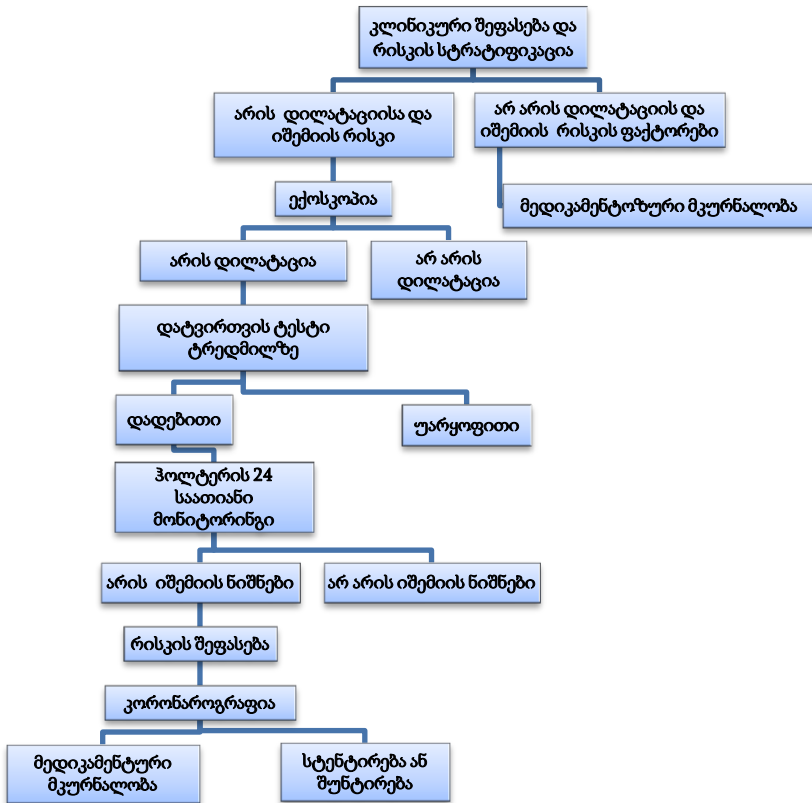 კლინიკური შეფასება და
რისკის სტრატიფიკაცია
არის დილატაციისა და
იშემიის რისკი
არ არის დილატაციის და
იშემიის რისკის ფაქტორები
ექოსკოპია
მედიკამენტოზური მკურნალობა
არის დილატაცია
არ არის
დილატაცია
დატვირთვის ტესტი
ტრედმილზე
დადებითი
უარყოფითი
ჰოლტერის 24
საათიანი
მონიტორინგი
არის იშემიის ნიშნები
არ არის იშემიის ნიშნები
რისკის შეფასება
კორონაროგრაფია
მედიკამენტური
მკურნალობა
სტენტირება ან
შუნტირება